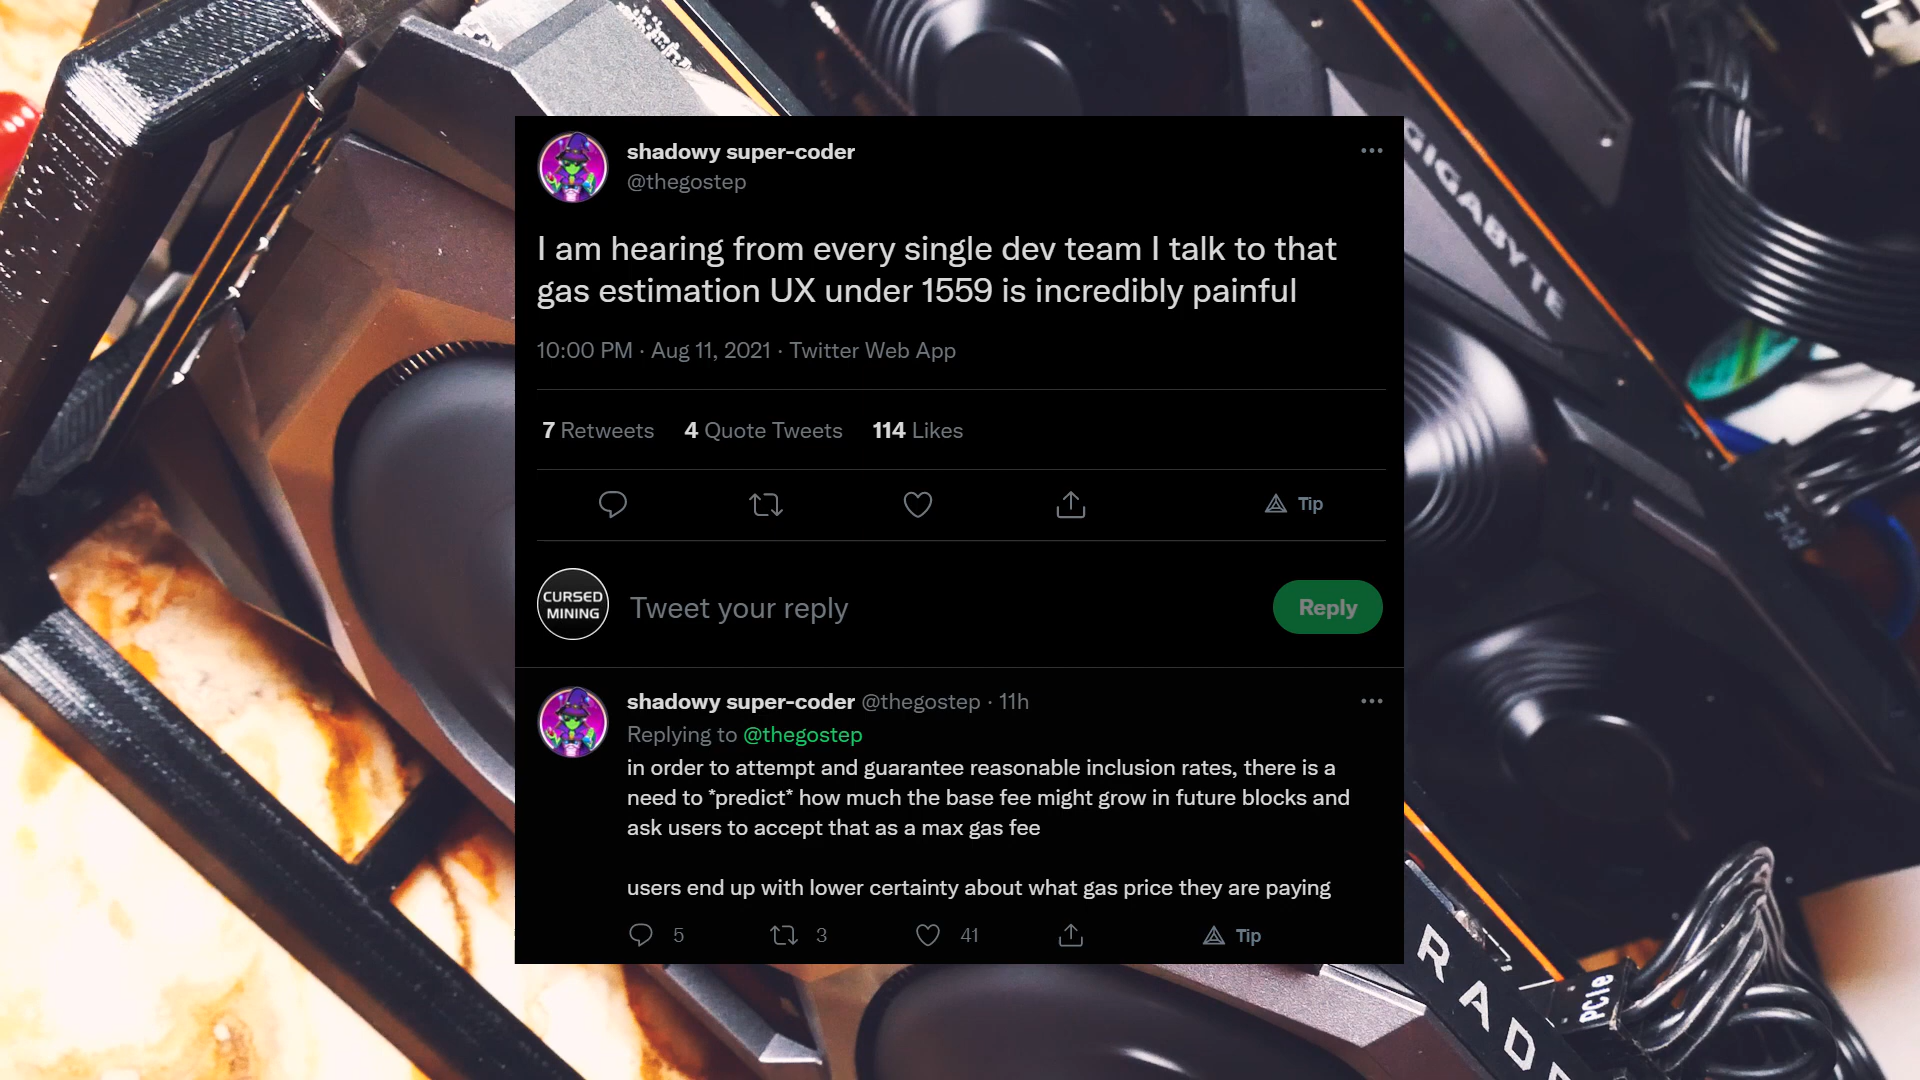 shadowy super-coder
@thegostep
I am hearing from every single dev team I talk to that
gas estimation UX under 1559 is incredibly painful
10:00 PM · Aug 11, 2021 · Twitter Web App
7 Retweets 4 Quote Tweets 114 Likes
Tip
CURSED
MINING
Tweet your reply
Reply
shadowy super-coder @thegostep · 11h
Replying to @thegostep
in order to attempt and guarantee reasonable inclusion rates, there is a
need to *predict* how much the base fee might grow in future blocks and
ask users to accept that as a max gas fee
users end up with lower certainty about what gas price they are paying
5 3 41 Tip
GIGABYTE
PCIe